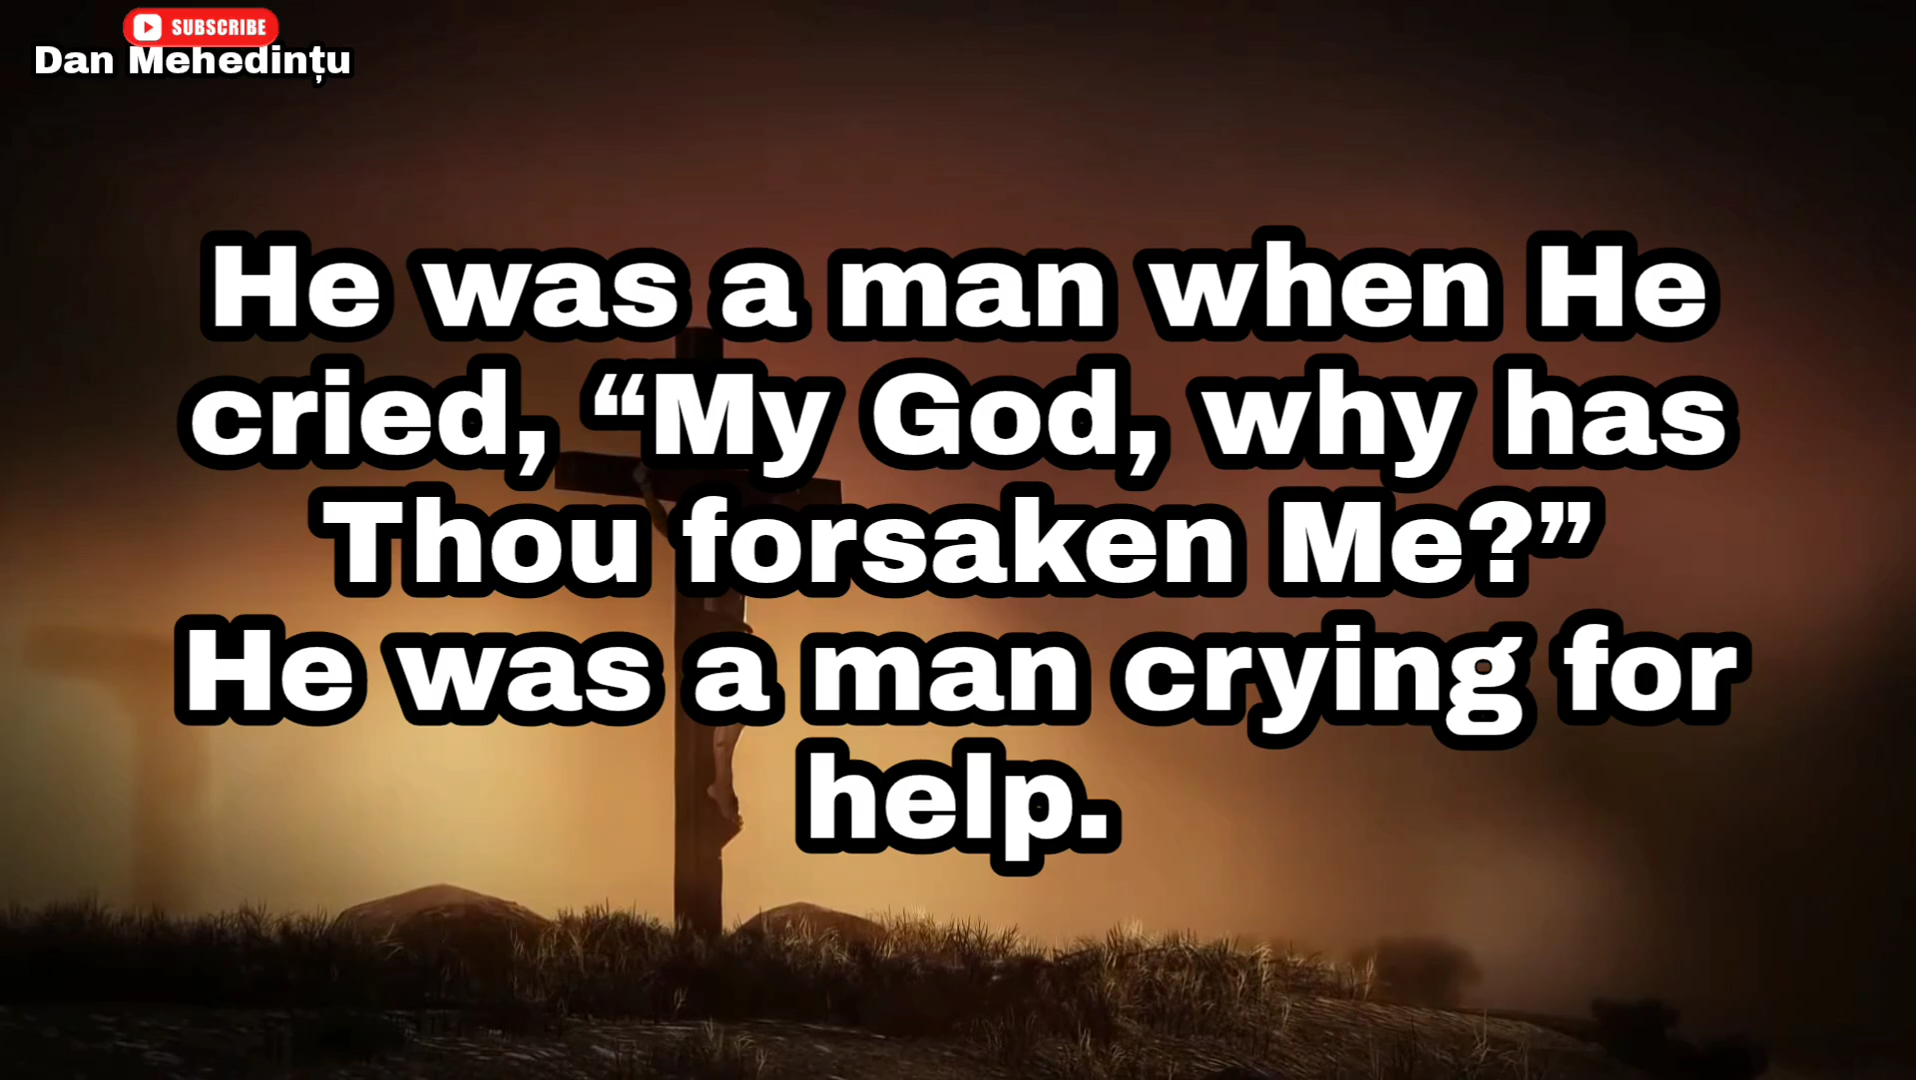 SUBSCRIBE
Dan Mehedințu
He was a man when He
cried, “My God, why has
Thou forsaken Me?”
He was a man crying for
help.